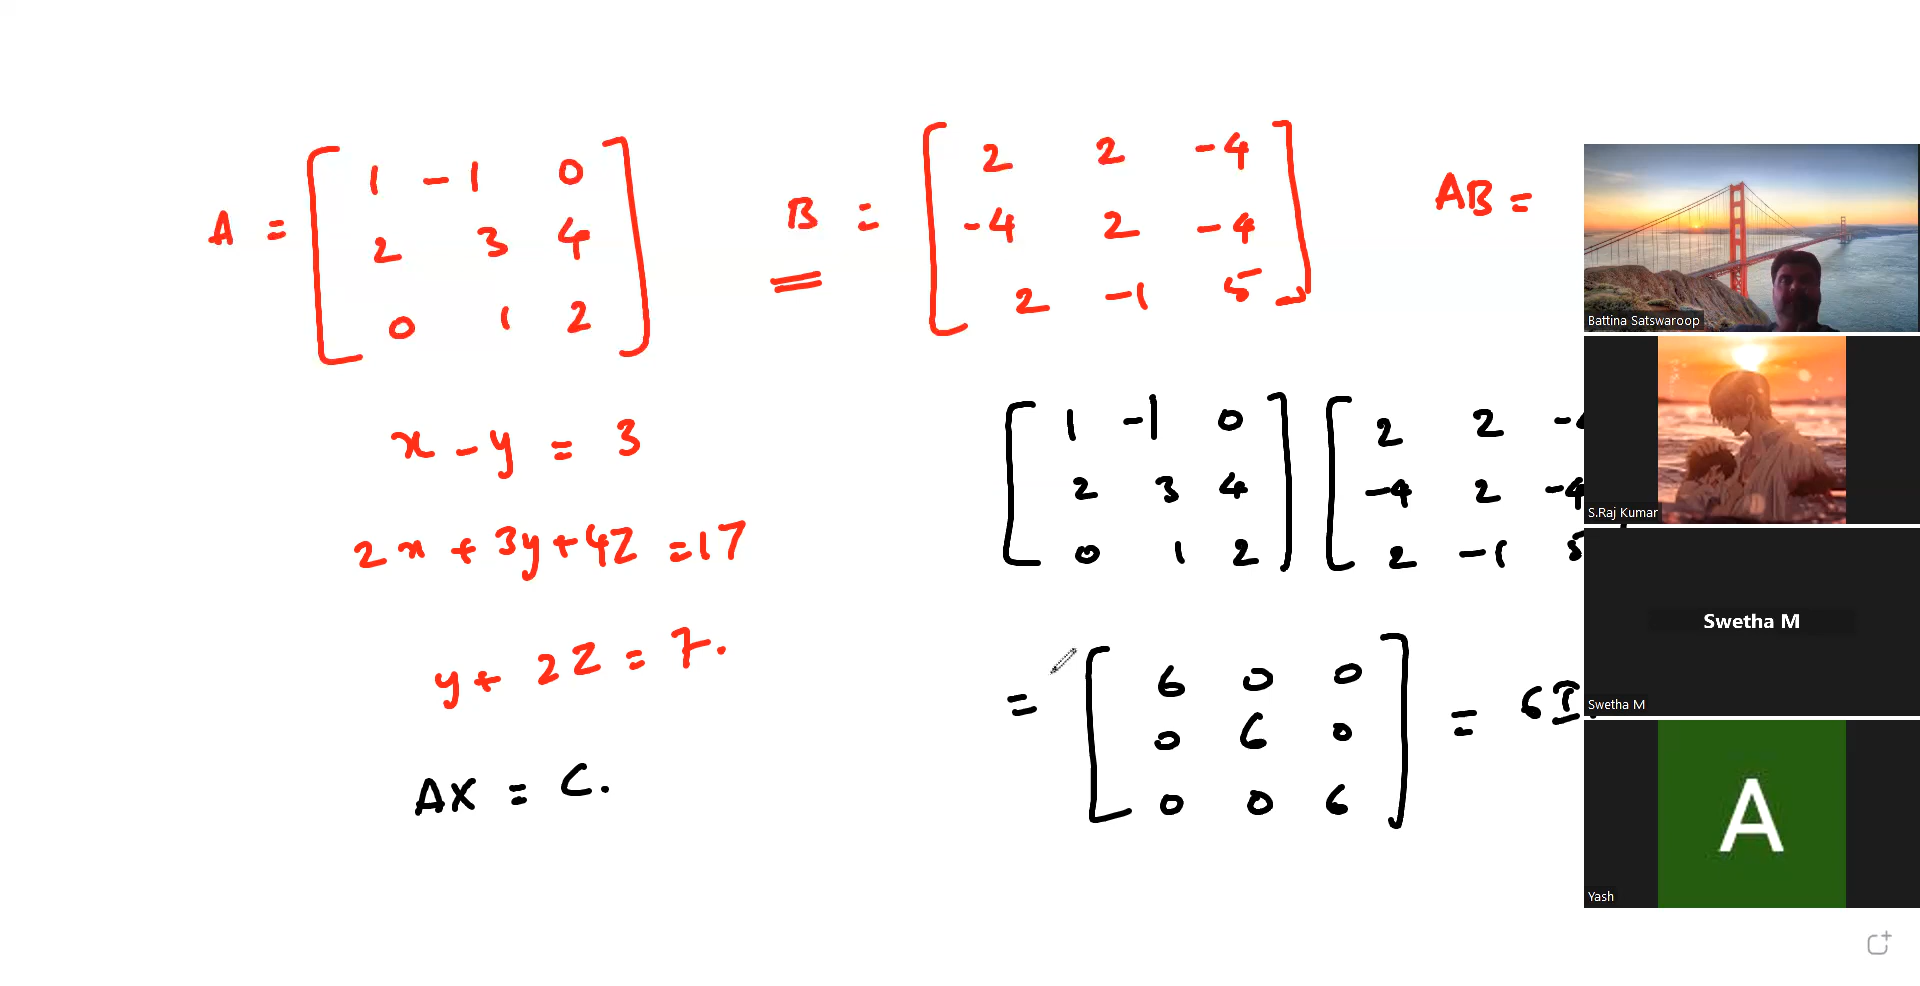 A = [ 1 -1 0
2 3 4
0 1 2 ]
B = [ 2 2 -4
-4 2 -4
2 -1 5 ]
AB =
x - y = 3
2x + 3y + 4z = 17
y + 2z = 7.
AX = C.
[ 1 -1 0
2 3 4
0 1 2 ]
[ 2 2
-4 2 -4
2 -1 5
= [ 6 0 0
0 6 0
0 0 6 ] = 6I
Battina Satswaroop
S.Raj Kumar
Swetha M
Swetha M
A
Yash